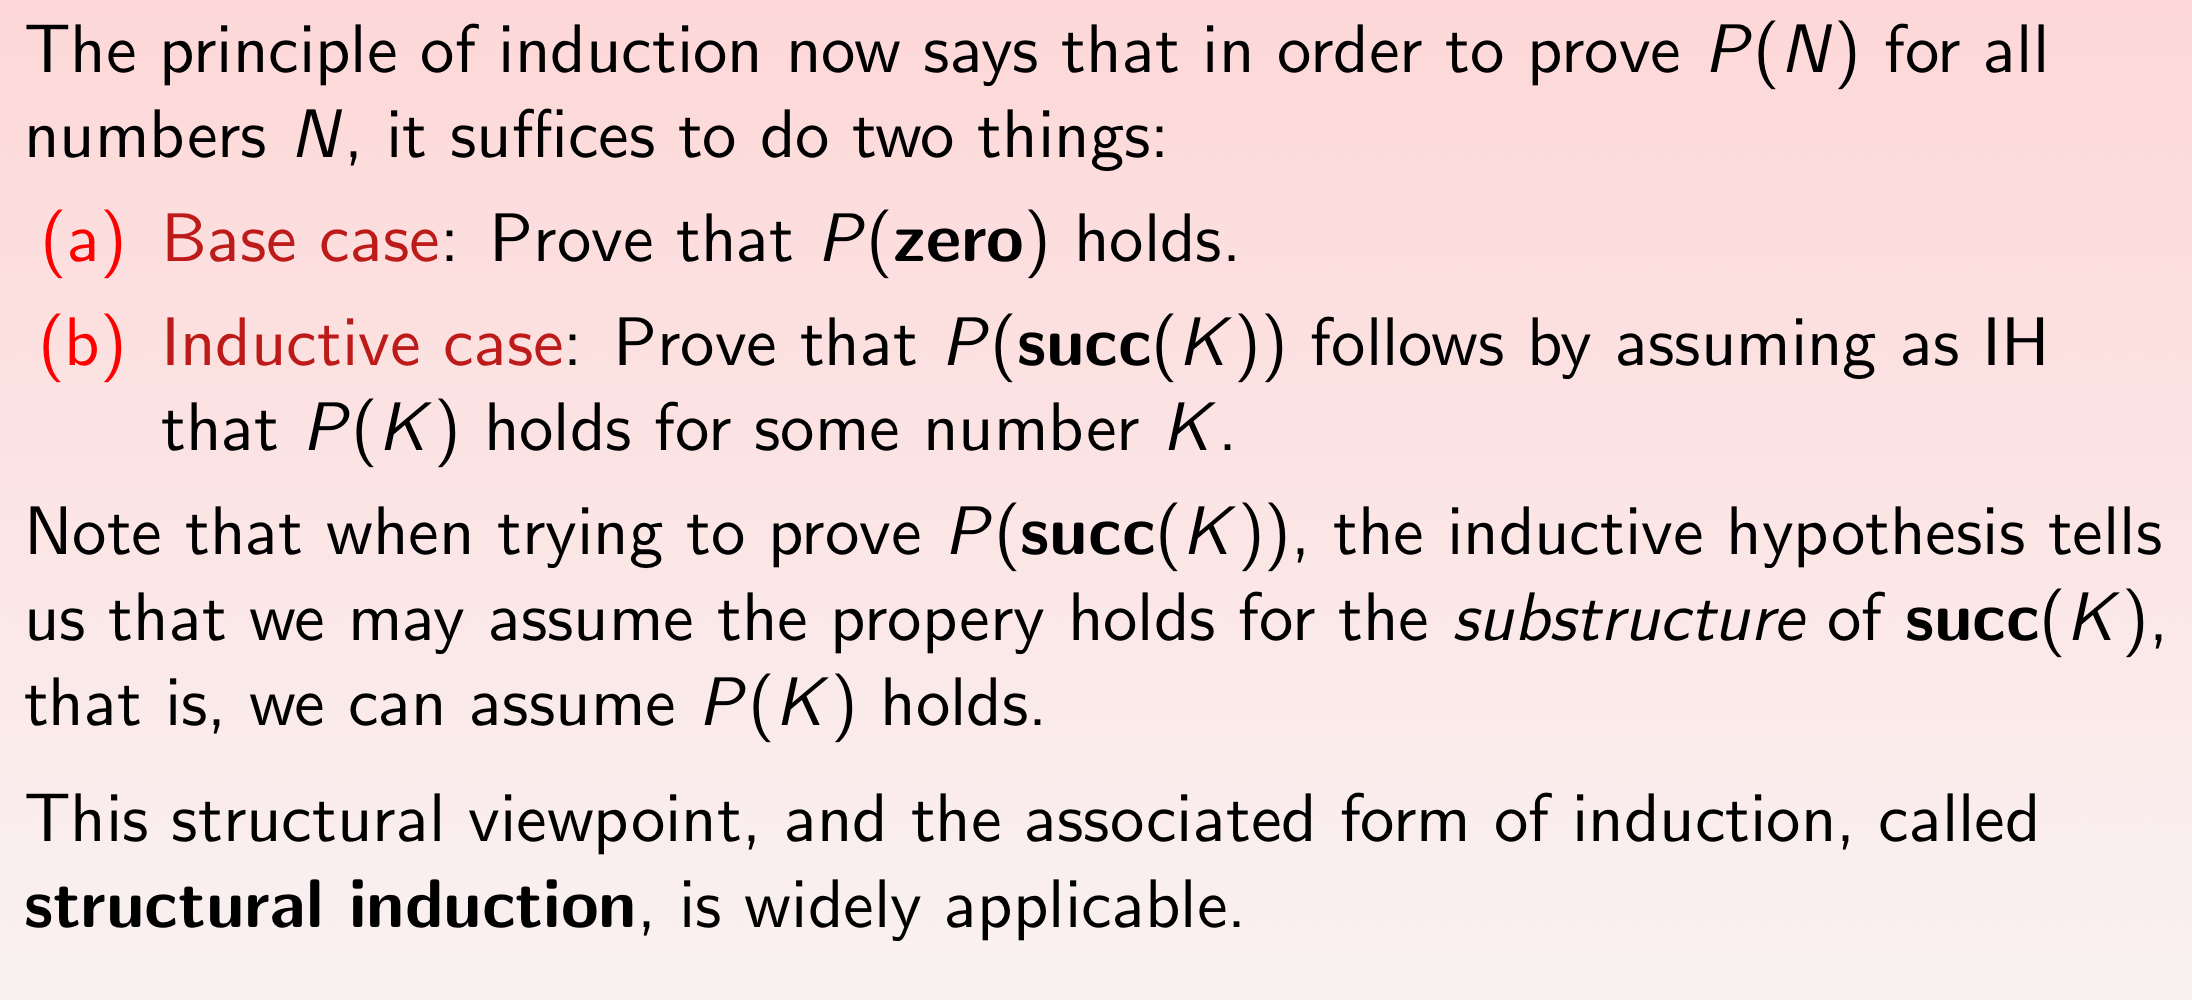 The principle of induction now says that in order to prove P(N) for all
numbers N, it suffices to do two things:
(a) Base case: Prove that P(zero) holds.
(b) Inductive case: Prove that P(succ(K)) follows by assuming as IH
that P(K) holds for some number K.
Note that when trying to prove P(succ(K)), the inductive hypothesis tells
us that we may assume the propery holds for the substructure of succ(K),
that is, we can assume P(K) holds.
This structural viewpoint, and the associated form of induction, called
structural induction, is widely applicable.